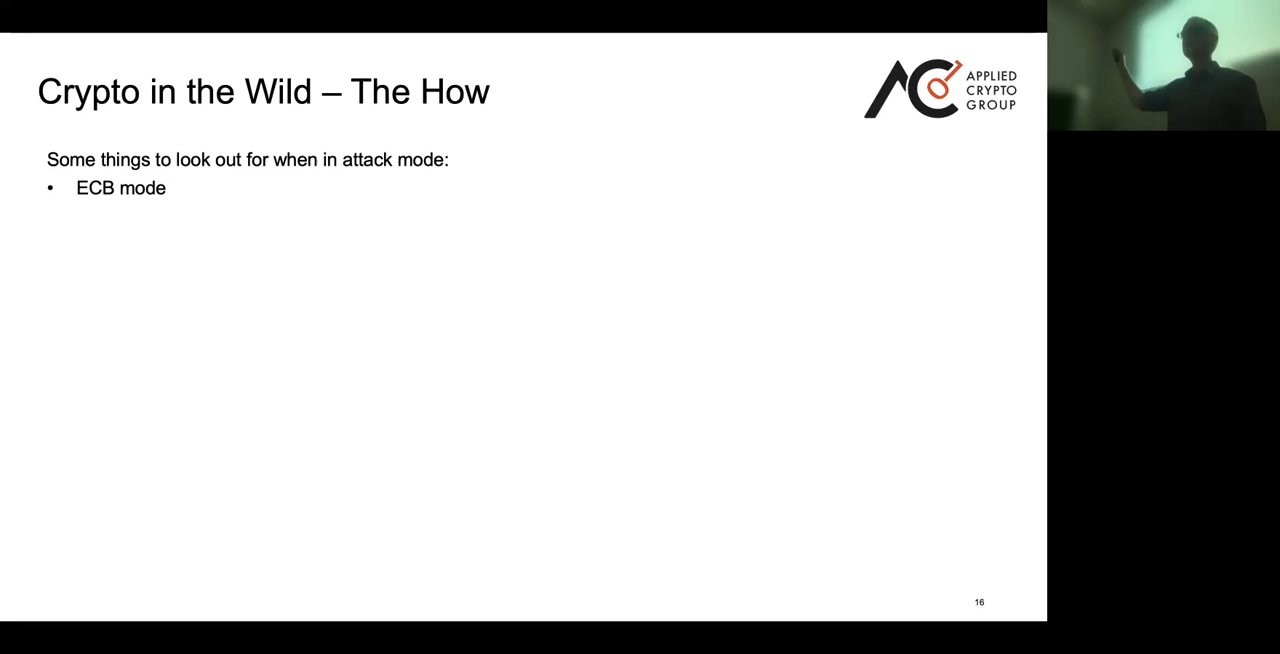 Crypto in the Wild – The How
APPLIED
CRYPTO
GROUP
Some things to look out for when in attack mode:
• ECB mode
16